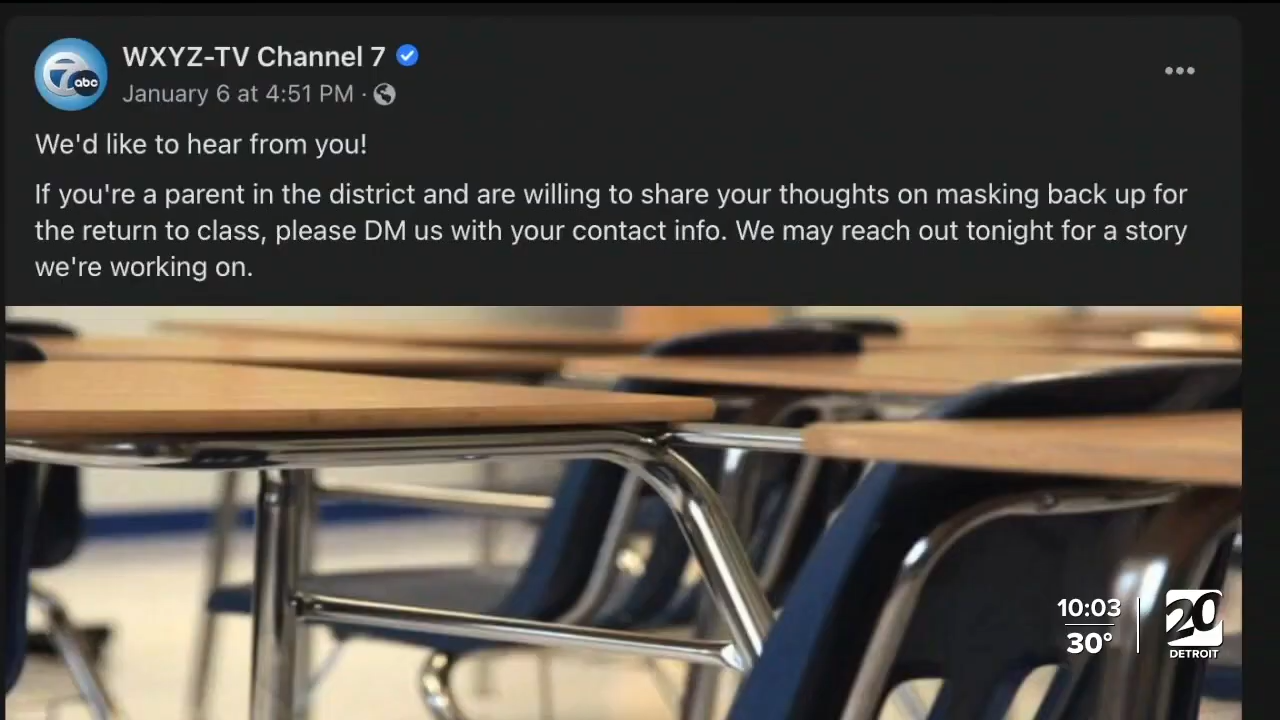 WXYZ-TV Channel 7
7 abc
January 6 at 4:51 PM ·
We'd like to hear from you!
If you're a parent in the district and are willing to share your thoughts on masking back up for
the return to class, please DM us with your contact info. We may reach out tonight for a story
we're working on.
10:03
30°
20
DETROIT